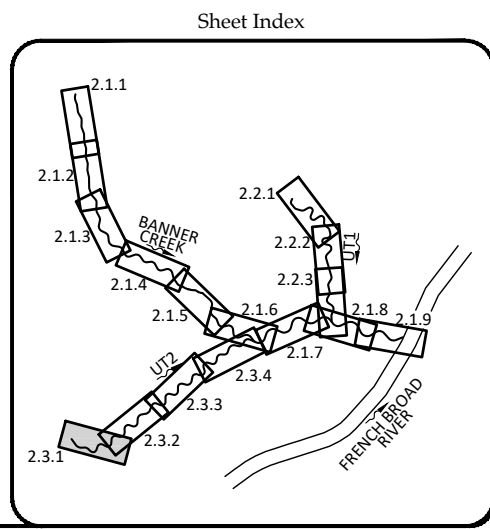 Sheet Index
2.1.1
2.1.2
2.2.1
2.1.3
BANNER
CREEK
2.2.2
UT1
2.1.4
2.2.3
2.1.5
2.1.6
2.1.8
2.1.9
2.1.7
UT2
2.3.4
2.3.3
2.3.2
2.3.1
FRENCH BROAD
RIVER